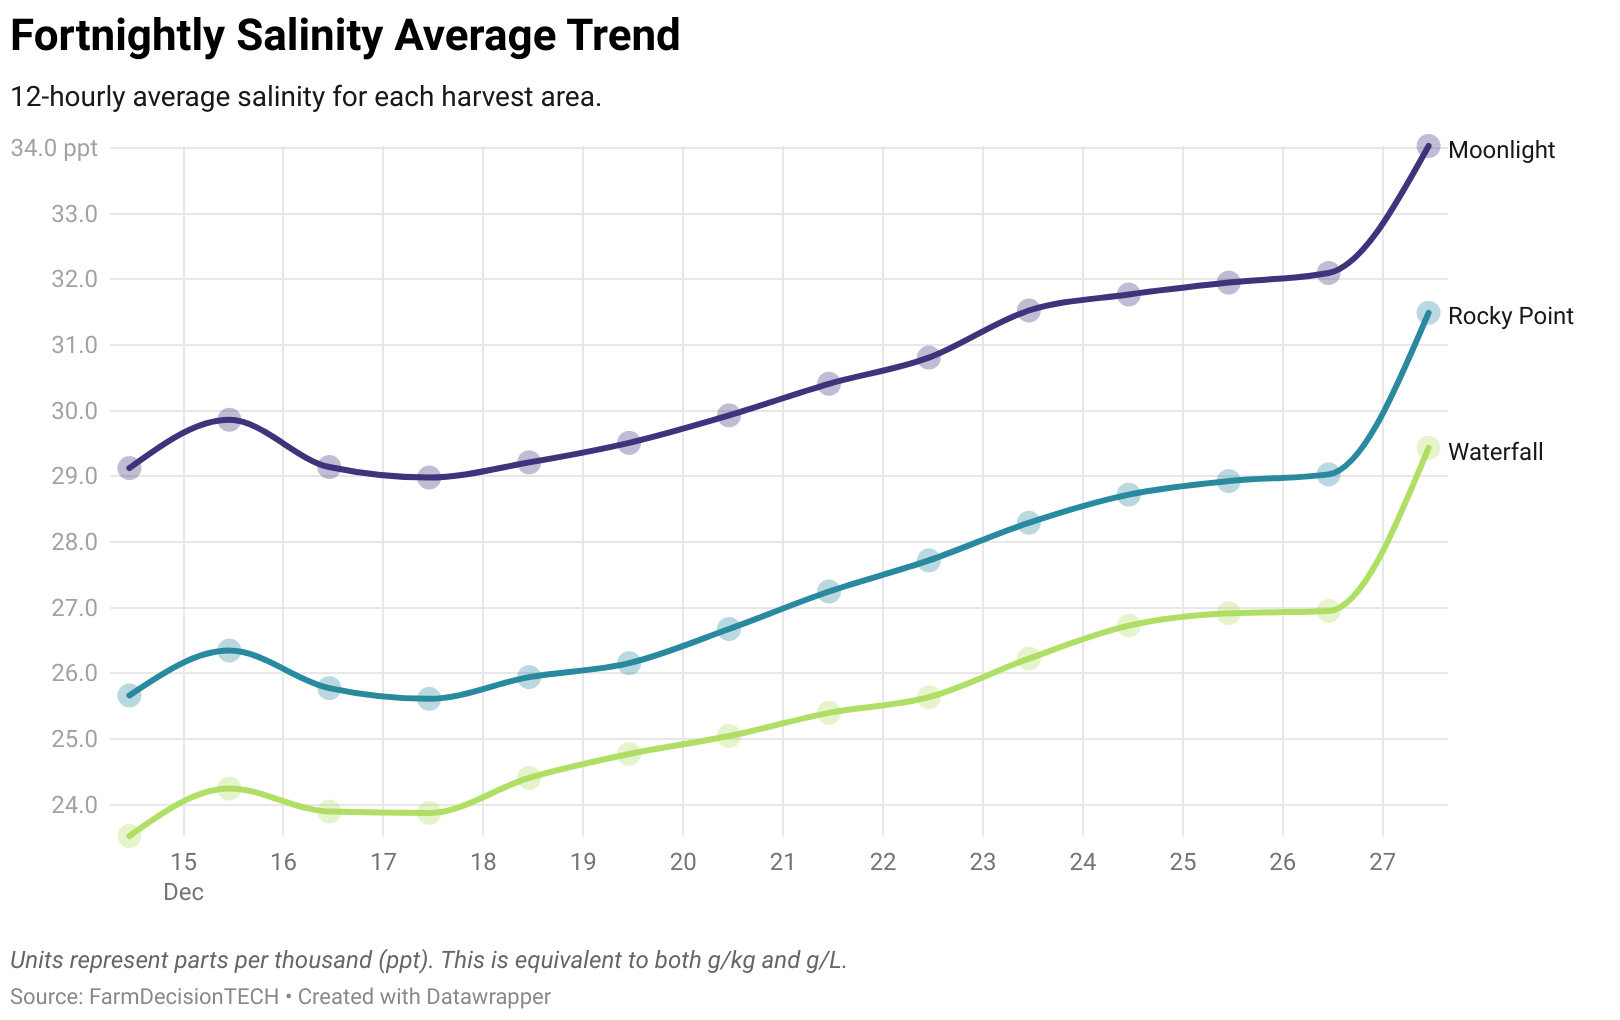 Fortnightly Salinity Average Trend
12-hourly average salinity for each harvest area.
34.0 ppt
33.0
32.0
31.0
30.0
29.0
28.0
27.0
26.0
25.0
24.0
Moonlight
Rocky Point
Waterfall
15 16 17 18 19 20 21 22 23 24 25 26 27
Dec
Units represent parts per thousand (ppt). This is equivalent to both g/kg and g/L.
Source: FarmDecisionTECH • Created with Datawrapper